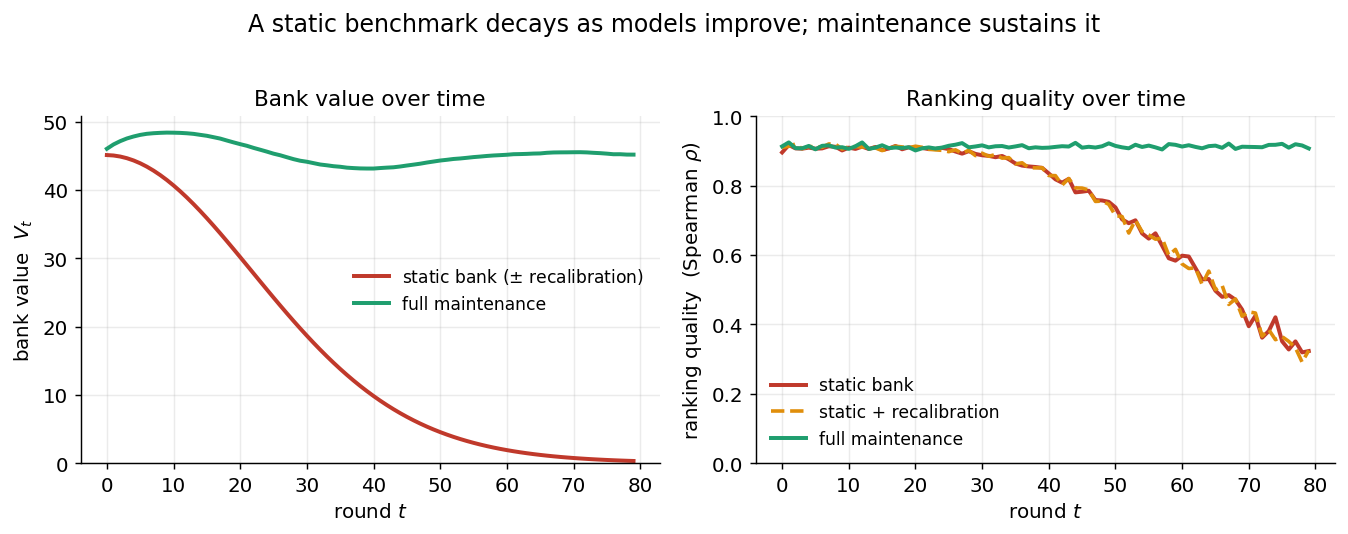 A static benchmark decays as models improve; maintenance sustains it
Bank value over time
50
40
30
20
10
0
bank value V_t
static bank (± recalibration)
full maintenance
0 10 20 30 40 50 60 70 80
round t
Ranking quality over time
1.0
0.8
0.6
0.4
0.2
0.0
ranking quality (Spearman ρ)
static bank
static + recalibration
full maintenance
0 10 20 30 40 50 60 70 80
round t